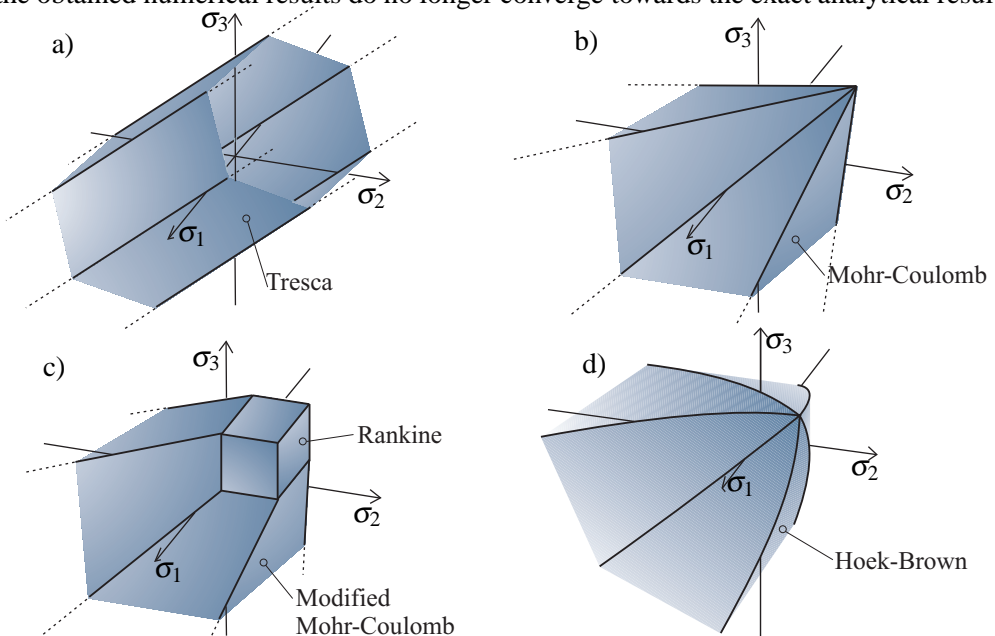 the obtained numerical results do no longer converge towards the exact analytical resul
a)
σ3
σ2
σ1
Tresca
b)
σ3
σ2
σ1
Mohr-Coulomb
c)
σ3
Rankine
σ2
σ1
Modified
Mohr-Coulomb
d)
σ3
σ2
σ1
Hoek-Brown